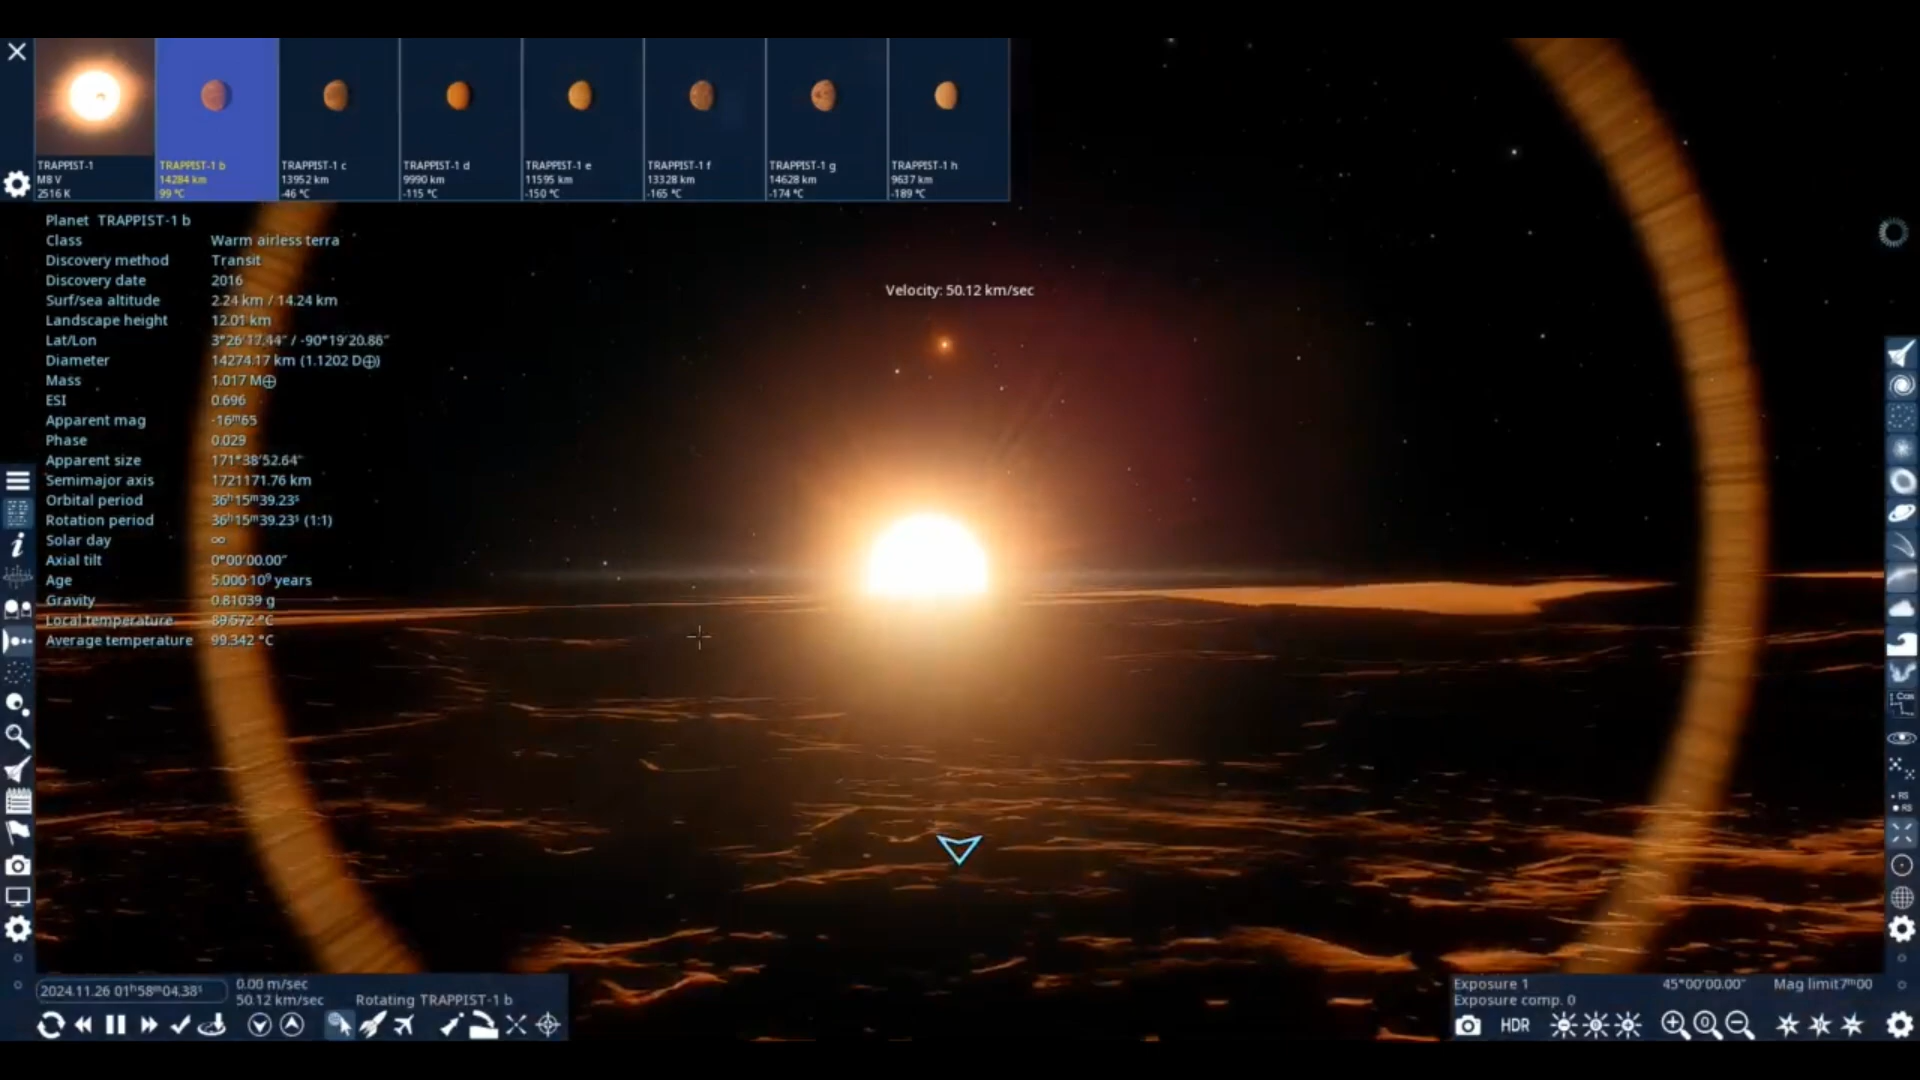 TRAPPIST-1
M8 V
2516 K
TRAPPIST-1 b
14284 km
99 °C
TRAPPIST-1 c
13952 km
-46 °C
TRAPPIST-1 d
9990 km
-115 °C
TRAPPIST-1 e
11595 km
-150 °C
TRAPPIST-1 f
13328 km
-165 °C
TRAPPIST-1 g
14628 km
-174 °C
TRAPPIST-1 h
9637 km
-189 °C
Planet TRAPPIST-1 b
Class Warm airless terra
Discovery method Transit
Discovery date 2016
Surf/sea altitude 2.24 km / 14.24 km
Landscape height 12.01 km
Lat/Lon 3°26'17.44" / -90°19'20.86"
Diameter 14274.17 km (1.1202 D⊕)
Mass 1.017 M⊕
ESI 0.696
Apparent mag -16ᵐ65
Phase 0.029
Apparent size 171°38'52.64"
Semimajor axis 1721171.76 km
Orbital period 36ʰ15ᵐ39.23ˢ
Rotation period 36ʰ15ᵐ39.23ˢ (1:1)
Solar day ∞
Axial tilt 0°00'00.00"
Age 5.000·10⁹ years
Gravity 0.81039 g
Local temperature 89.572 °C
Average temperature 99.342 °C
Velocity: 50.12 km/sec
2024.11.26 01ʰ58ᵐ04.38ˢ
0.00 m/sec
50.12 km/sec Rotating TRAPPIST-1 b
Exposure 1 45°00'00.00" Mag limit 7ᵐ00
Exposure comp. 0
HDR
RS
RS